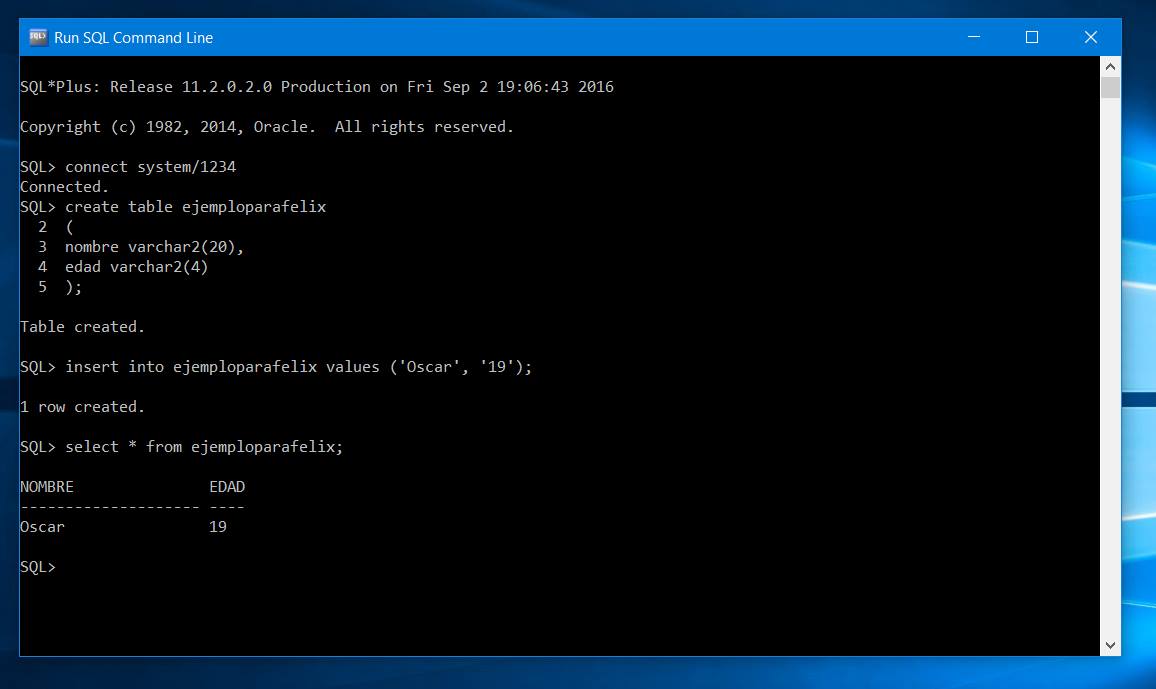 Run SQL Command Line
SQL*Plus: Release 11.2.0.2.0 Production on Fri Sep 2 19:06:43 2016
Copyright (c) 1982, 2014, Oracle.  All rights reserved.
SQL> connect system/1234
Connected.
SQL> create table ejemploparafelix
  2  (
  3  nombre varchar2(20),
  4  edad varchar2(4)
  5  );
Table created.
SQL> insert into ejemploparafelix values ('Oscar', '19');
1 row created.
SQL> select * from ejemploparafelix;
NOMBRE               EDAD
-------------------- ----
Oscar                19
SQL>